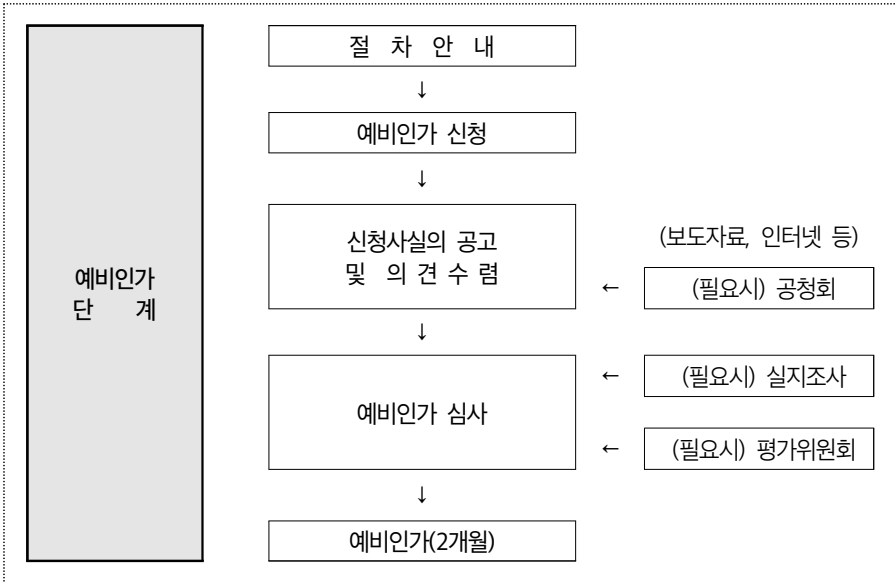 절 차 안 내
↓
예비인가 신청
↓
신청사실의 공고
및 의 견 수 렴
(보도자료, 인터넷 등)
← (필요시) 공청회
예비인가
단 계
↓
← (필요시) 실지조사
예비인가 심사
← (필요시) 평가위원회
↓
예비인가(2개월)